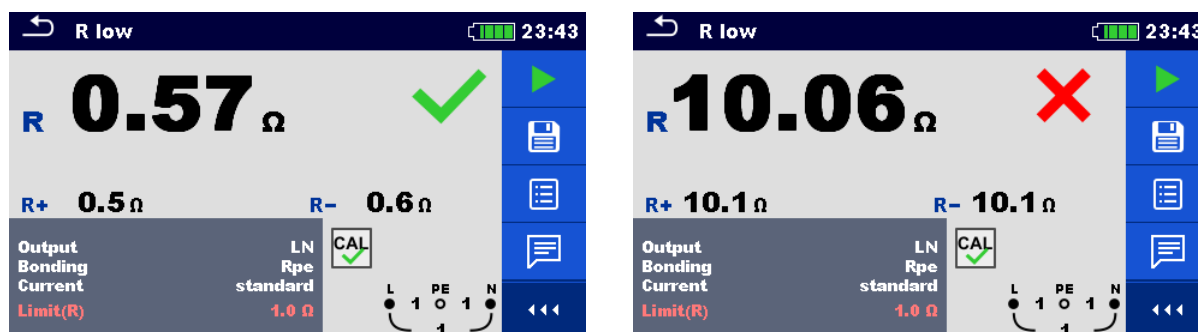 R low 23:43
R 0.57 Ω
R+ 0.5 Ω R- 0.6 Ω
Output LN
Bonding Rpe
Current standard
Limit(R) 1.0 Ω
CAL
L PE N
1 1
1
R low 23:43
R 10.06 Ω
R+ 10.1 Ω R- 10.1 Ω
Output LN
Bonding Rpe
Current standard
Limit(R) 1.0 Ω
CAL
L PE N
1 1
1